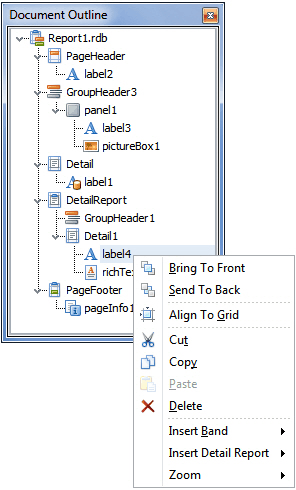 Document Outline
Report1.rdb
PageHeader
label2
GroupHeader3
panel1
label3
pictureBox1
Detail
label1
DetailReport
GroupHeader1
Detail1
label4
richTe
PageFooter
pageInfo1
Bring To Front
Send To Back
Align To Grid
Cut
Copy
Paste
Delete
Insert Band
Insert Detail Report
Zoom